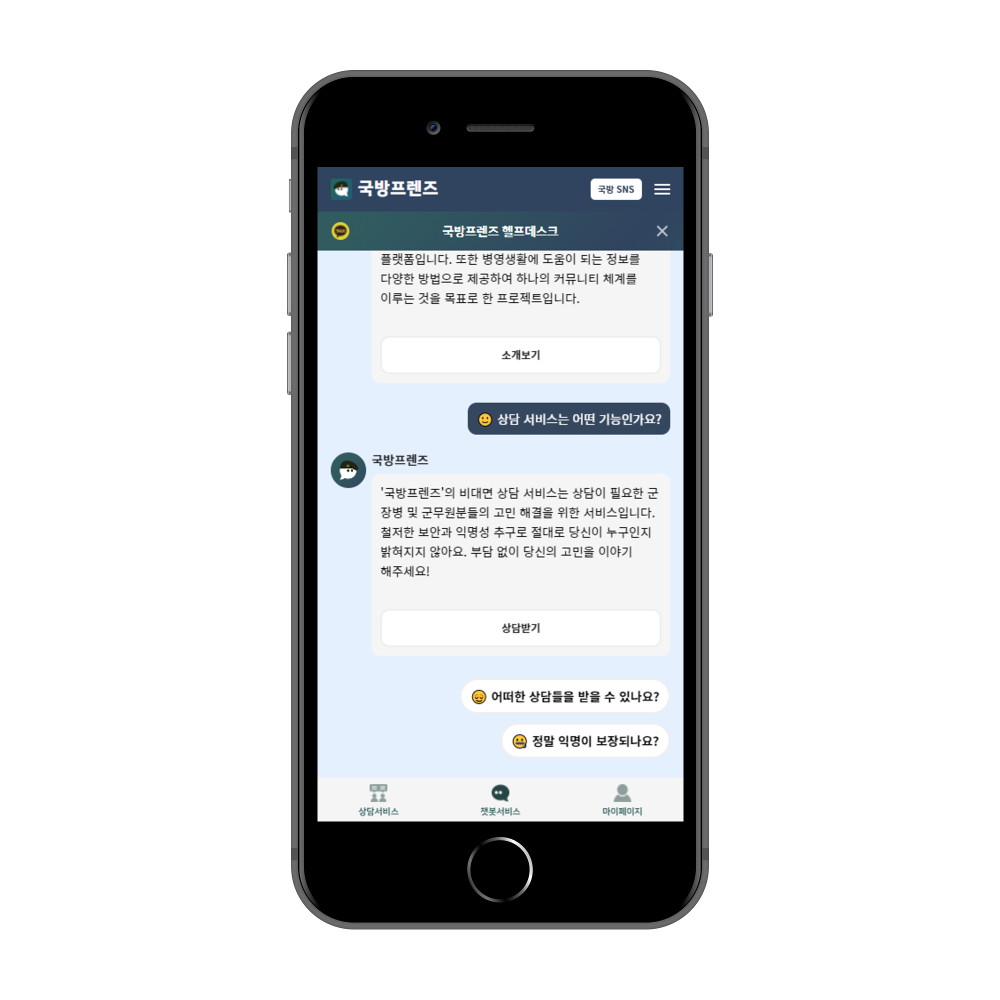 국방프렌즈
국방 SNS
국방프렌즈 헬프데스크
플랫폼입니다. 또한 병영생활에 도움이 되는 정보를
다양한 방법으로 제공하여 하나의 커뮤니티 체계를
이루는 것을 목표로 한 프로젝트입니다.
소개보기
상담 서비스는 어떤 기능인가요?
국방프렌즈
'국방프렌즈'의 비대면 상담 서비스는 상담이 필요한 군
장병 및 군무원분들의 고민 해결을 위한 서비스입니다.
철저한 보안과 익명성 추구로 절대로 당신이 누구인지
밝혀지지 않아요. 부담 없이 당신의 고민을 이야기
해주세요!
상담받기
어떠한 상담들을 받을 수 있나요?
정말 익명이 보장되나요?
상담서비스
챗봇서비스
마이페이지